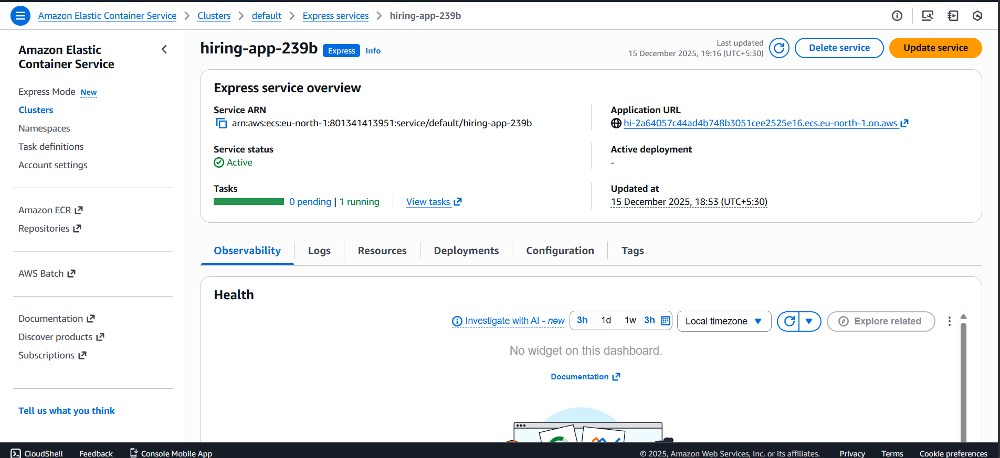 Amazon Elastic Container Service > Clusters > default > Express services > hiring-app-239b
Amazon Elastic
Container Service
Express Mode New
Clusters
Namespaces
Task definitions
Account settings
Amazon ECR
Repositories
AWS Batch
Documentation
Discover products
Subscriptions
Tell us what you think
hiring-app-239b Express Info
Last updated
15 December 2025, 19:16 (UTC+5:30)
Delete service
Update service
Express service overview
Service ARN
arn:aws:ecs:eu-north-1:801341413951:service/default/hiring-app-239b
Application URL
hi-2a64057c44ad4b748b3051cee2525e16.ecs.eu-north-1.on.aws
Service status
Active
Active deployment
-
Tasks
0 pending | 1 running
View tasks
Updated at
15 December 2025, 18:53 (UTC+5:30)
Observability Logs Resources Deployments Configuration Tags
Health
Investigate with AI - new 3h 1d 1w 3h Local timezone Explore related
No widget on this dashboard.
Documentation
CloudShell Feedback Console Mobile App © 2025, Amazon Web Services, Inc. or its affiliates. Privacy Terms Cookie preferences